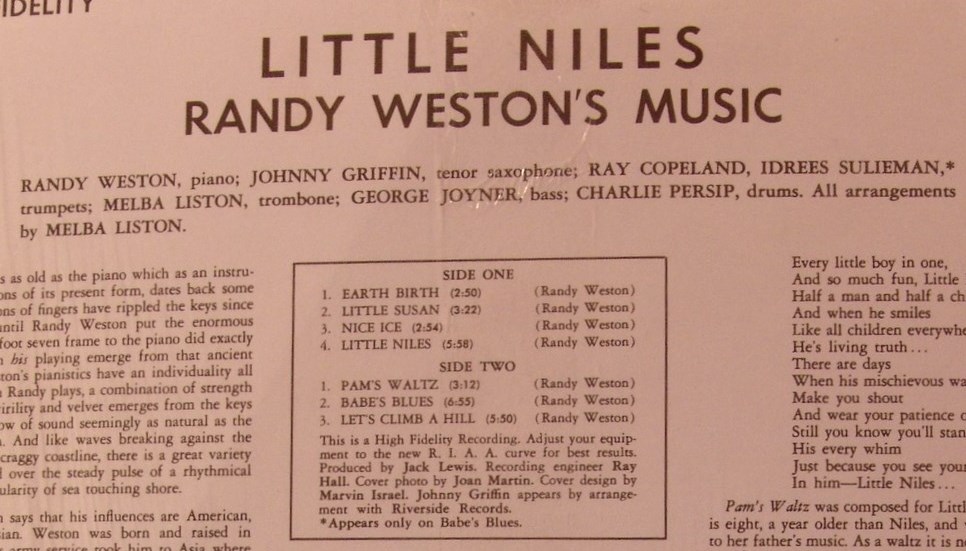 FIDELITY
LITTLE NILES
RANDY WESTON'S MUSIC
RANDY WESTON, piano; JOHNNY GRIFFIN, tenor saxophone; RAY COPELAND, IDREES SULIEMAN,*
trumpets; MELBA LISTON, trombone; GEORGE JOYNER, bass; CHARLIE PERSIP, drums. All arrangements
by MELBA LISTON.
s as old as the piano which as an instru-
ons of its present form, dates back some
ons of fingers have rippled the keys since
until Randy Weston put the enormous
foot seven frame to the piano did exactly
his playing emerge from that ancient
ton's pianistics have an individuality all
Randy plays, a combination of strength
irility and velvet emerges from the keys
ow of sound seemingly as natural as the
. And like waves breaking against the
craggy coastline, there is a great variety
over the steady pulse of a rhythmical
ularity of sea touching shore.
says that his influences are American,
sian. Weston was born and raised in
army service took him to Asia where
SIDE ONE
1. EARTH BIRTH (2:50) (Randy Weston)
2. LITTLE SUSAN (3:22) (Randy Weston)
3. NICE ICE (2:54) (Randy Weston)
4. LITTLE NILES (5:58) (Randy Weston)
SIDE TWO
1. PAM'S WALTZ (3:12) (Randy Weston)
2. BABE'S BLUES (6:55) (Randy Weston)
3. LET'S CLIMB A HILL (5:50) (Randy Weston)
This is a High Fidelity Recording. Adjust your equip-
ment to the new R. I. A. A. curve for best results.
Produced by Jack Lewis. Recording engineer Ray
Hall. Cover photo by Joan Martin. Cover design by
Marvin Israel. Johnny Griffin appears by arrange-
ment with Riverside Records.
*Appears only on Babe's Blues.
Every little boy in one,
And so much fun, Little
Half a man and half a ch
And when he smiles
Like all children everywhe
He's living truth...
There are days
When his mischievous wa
Make you shout
And wear your patience
Still you know you'll stan
His every whim
Just because you see your
In him—Little Niles...
Pam's Waltz was composed for Littl
is eight, a year older than Niles, and
to her father's music. As a waltz it is